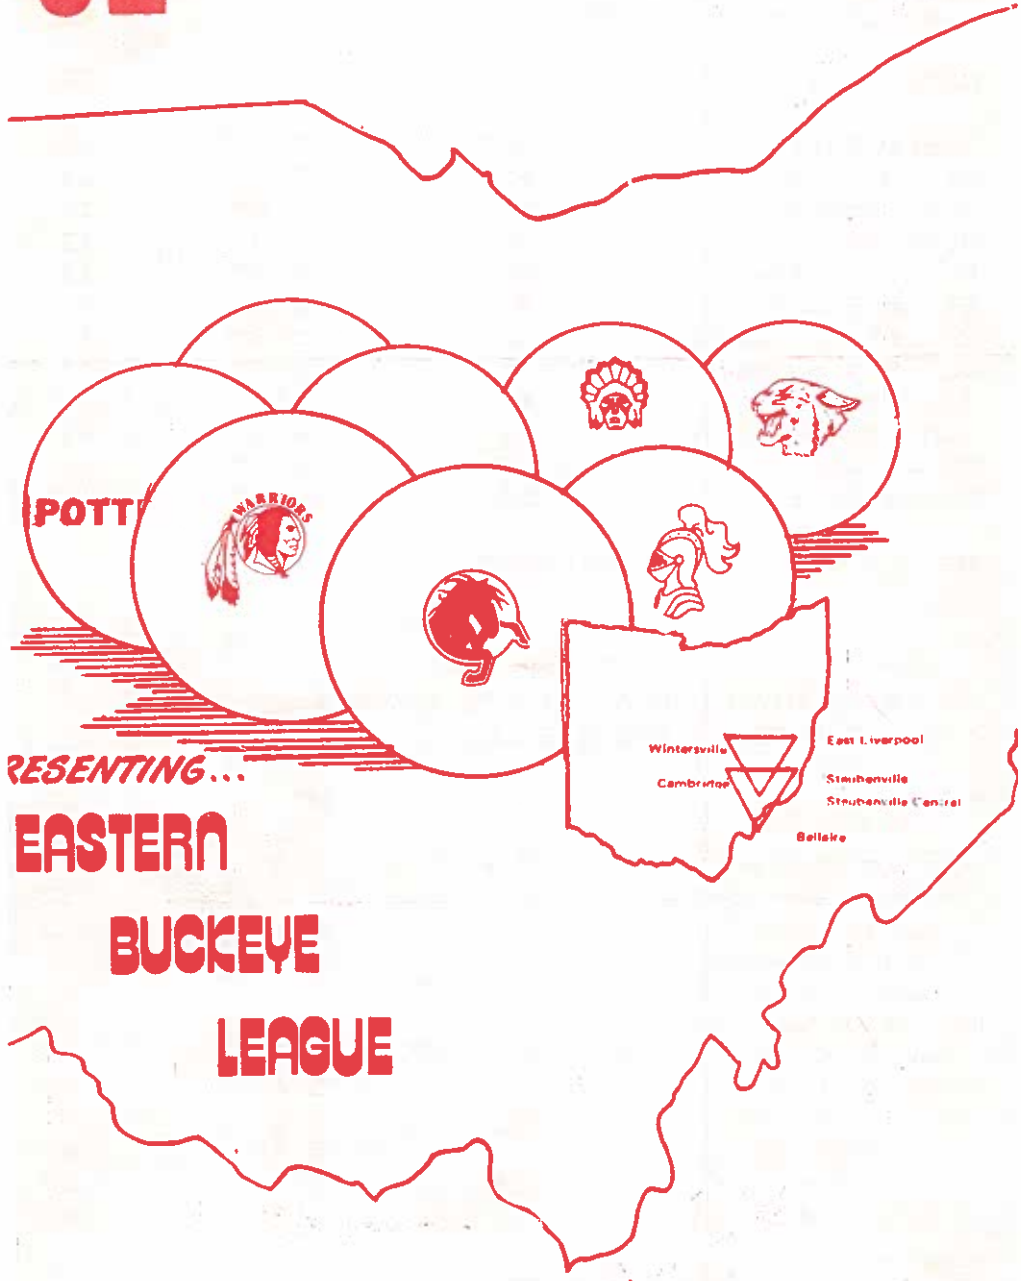 WARRIORS
POTT
Wintersville
East Liverpool
Cambridge
Steubenville
Steubenville Central
Bellaire
RESENTING...
EASTERN
BUCKEYE
LEAGUE